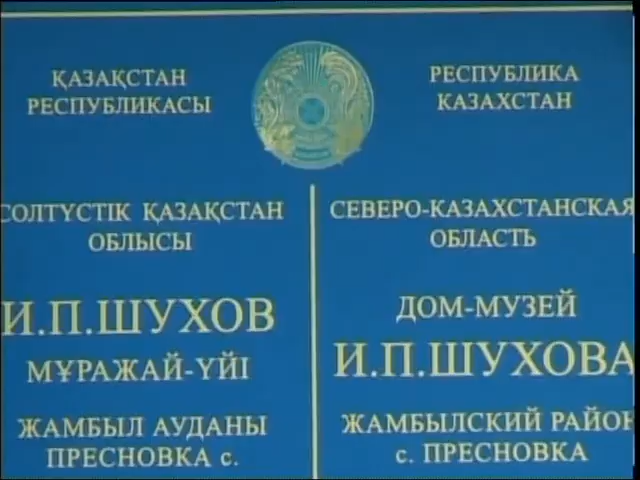 ҚАЗАҚСТАН
РЕСПУБЛИКАСЫ
СОЛТҮСТІК ҚАЗАҚСТАН
ОБЛЫСЫ
И.П.ШУХОВ
МҰРАЖАЙ-ҮЙІ
ЖАМБЫЛ АУДАНЫ
ПРЕСНОВКА с.
РЕСПУБЛИКА
КАЗАХСТАН
СЕВЕРО-КАЗАХСТАНСКАЯ
ОБЛАСТЬ
ДОМ-МУЗЕЙ
И.П.ШУХОВА
ЖАМБЫЛСКИЙ РАЙОН
с. ПРЕСНОВКА